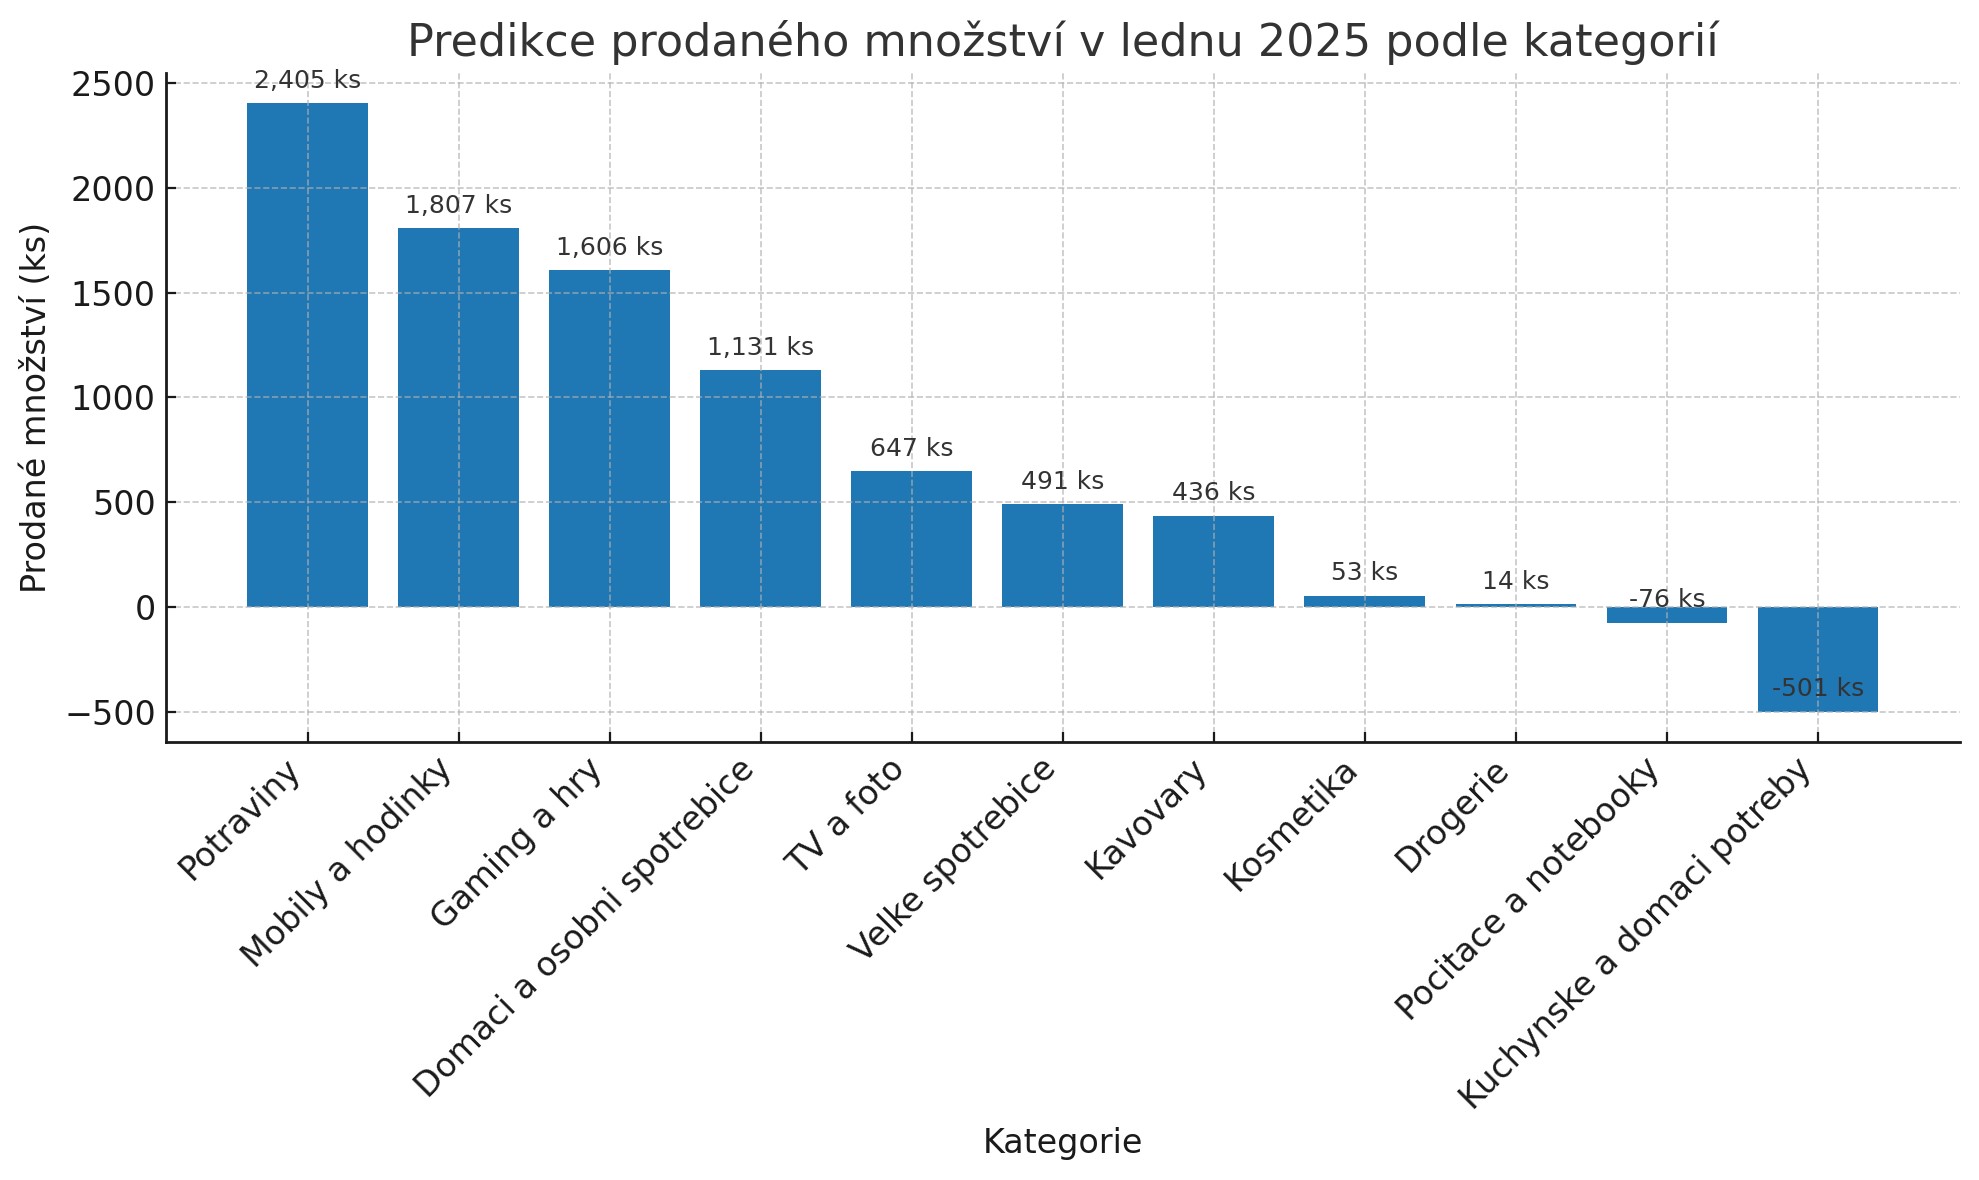 Predikce prodaného množství v lednu 2025 podle kategorií
Prodané množství (ks)
2500
2000
1500
1000
500
0
−500
2,405 ks
1,807 ks
1,606 ks
1,131 ks
647 ks
491 ks
436 ks
53 ks
14 ks
-76 ks
-501 ks
Potraviny
Mobily a hodinky
Gaming a hry
Domaci a osobni spotrebice
TV a foto
Velke spotrebice
Kavovary
Kosmetika
Drogerie
Pocitace a notebooky
Kuchynske a domaci potreby
Kategorie